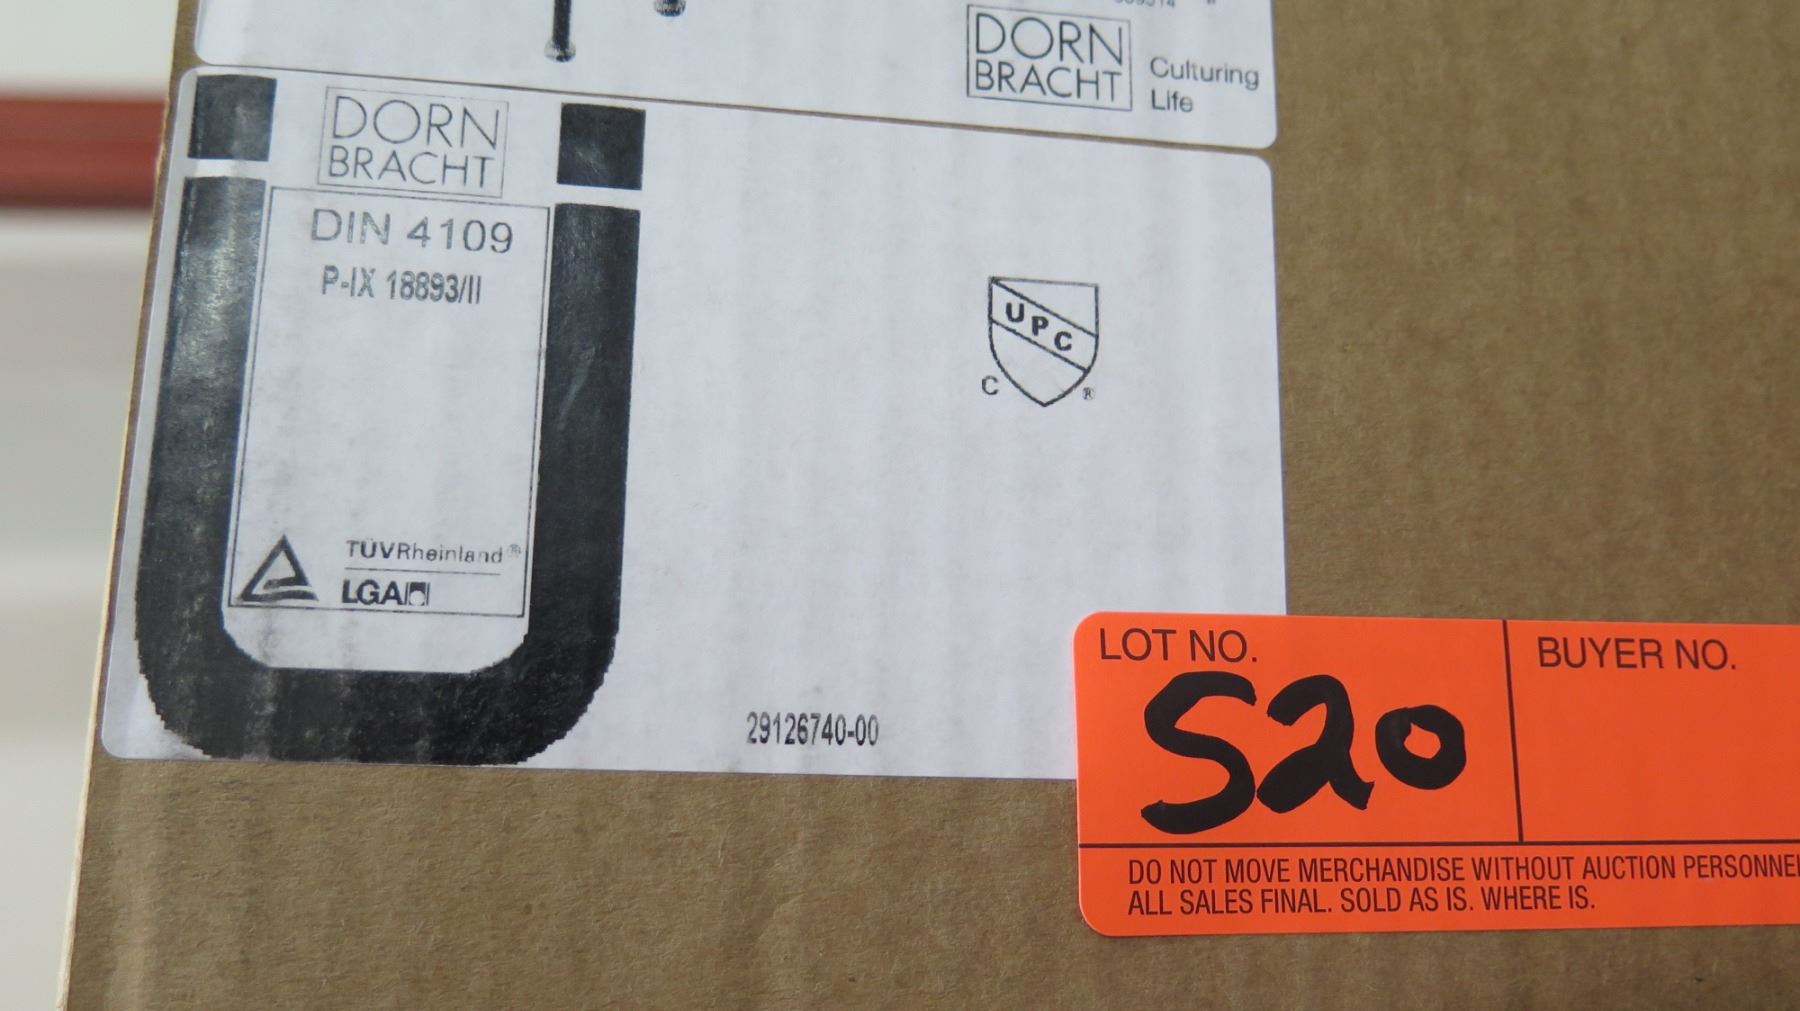 DORN
BRACHT
Culturing
Life
DORN
BRACHT
DIN 4109
P-IX 18893/II
TÜVRheinland®
LGA
UPC
C ®
29126740-00
LOT NO.
S20
BUYER NO.
DO NOT MOVE MERCHANDISE WITHOUT AUCTION PERSONNEL
ALL SALES FINAL. SOLD AS IS. WHERE IS.